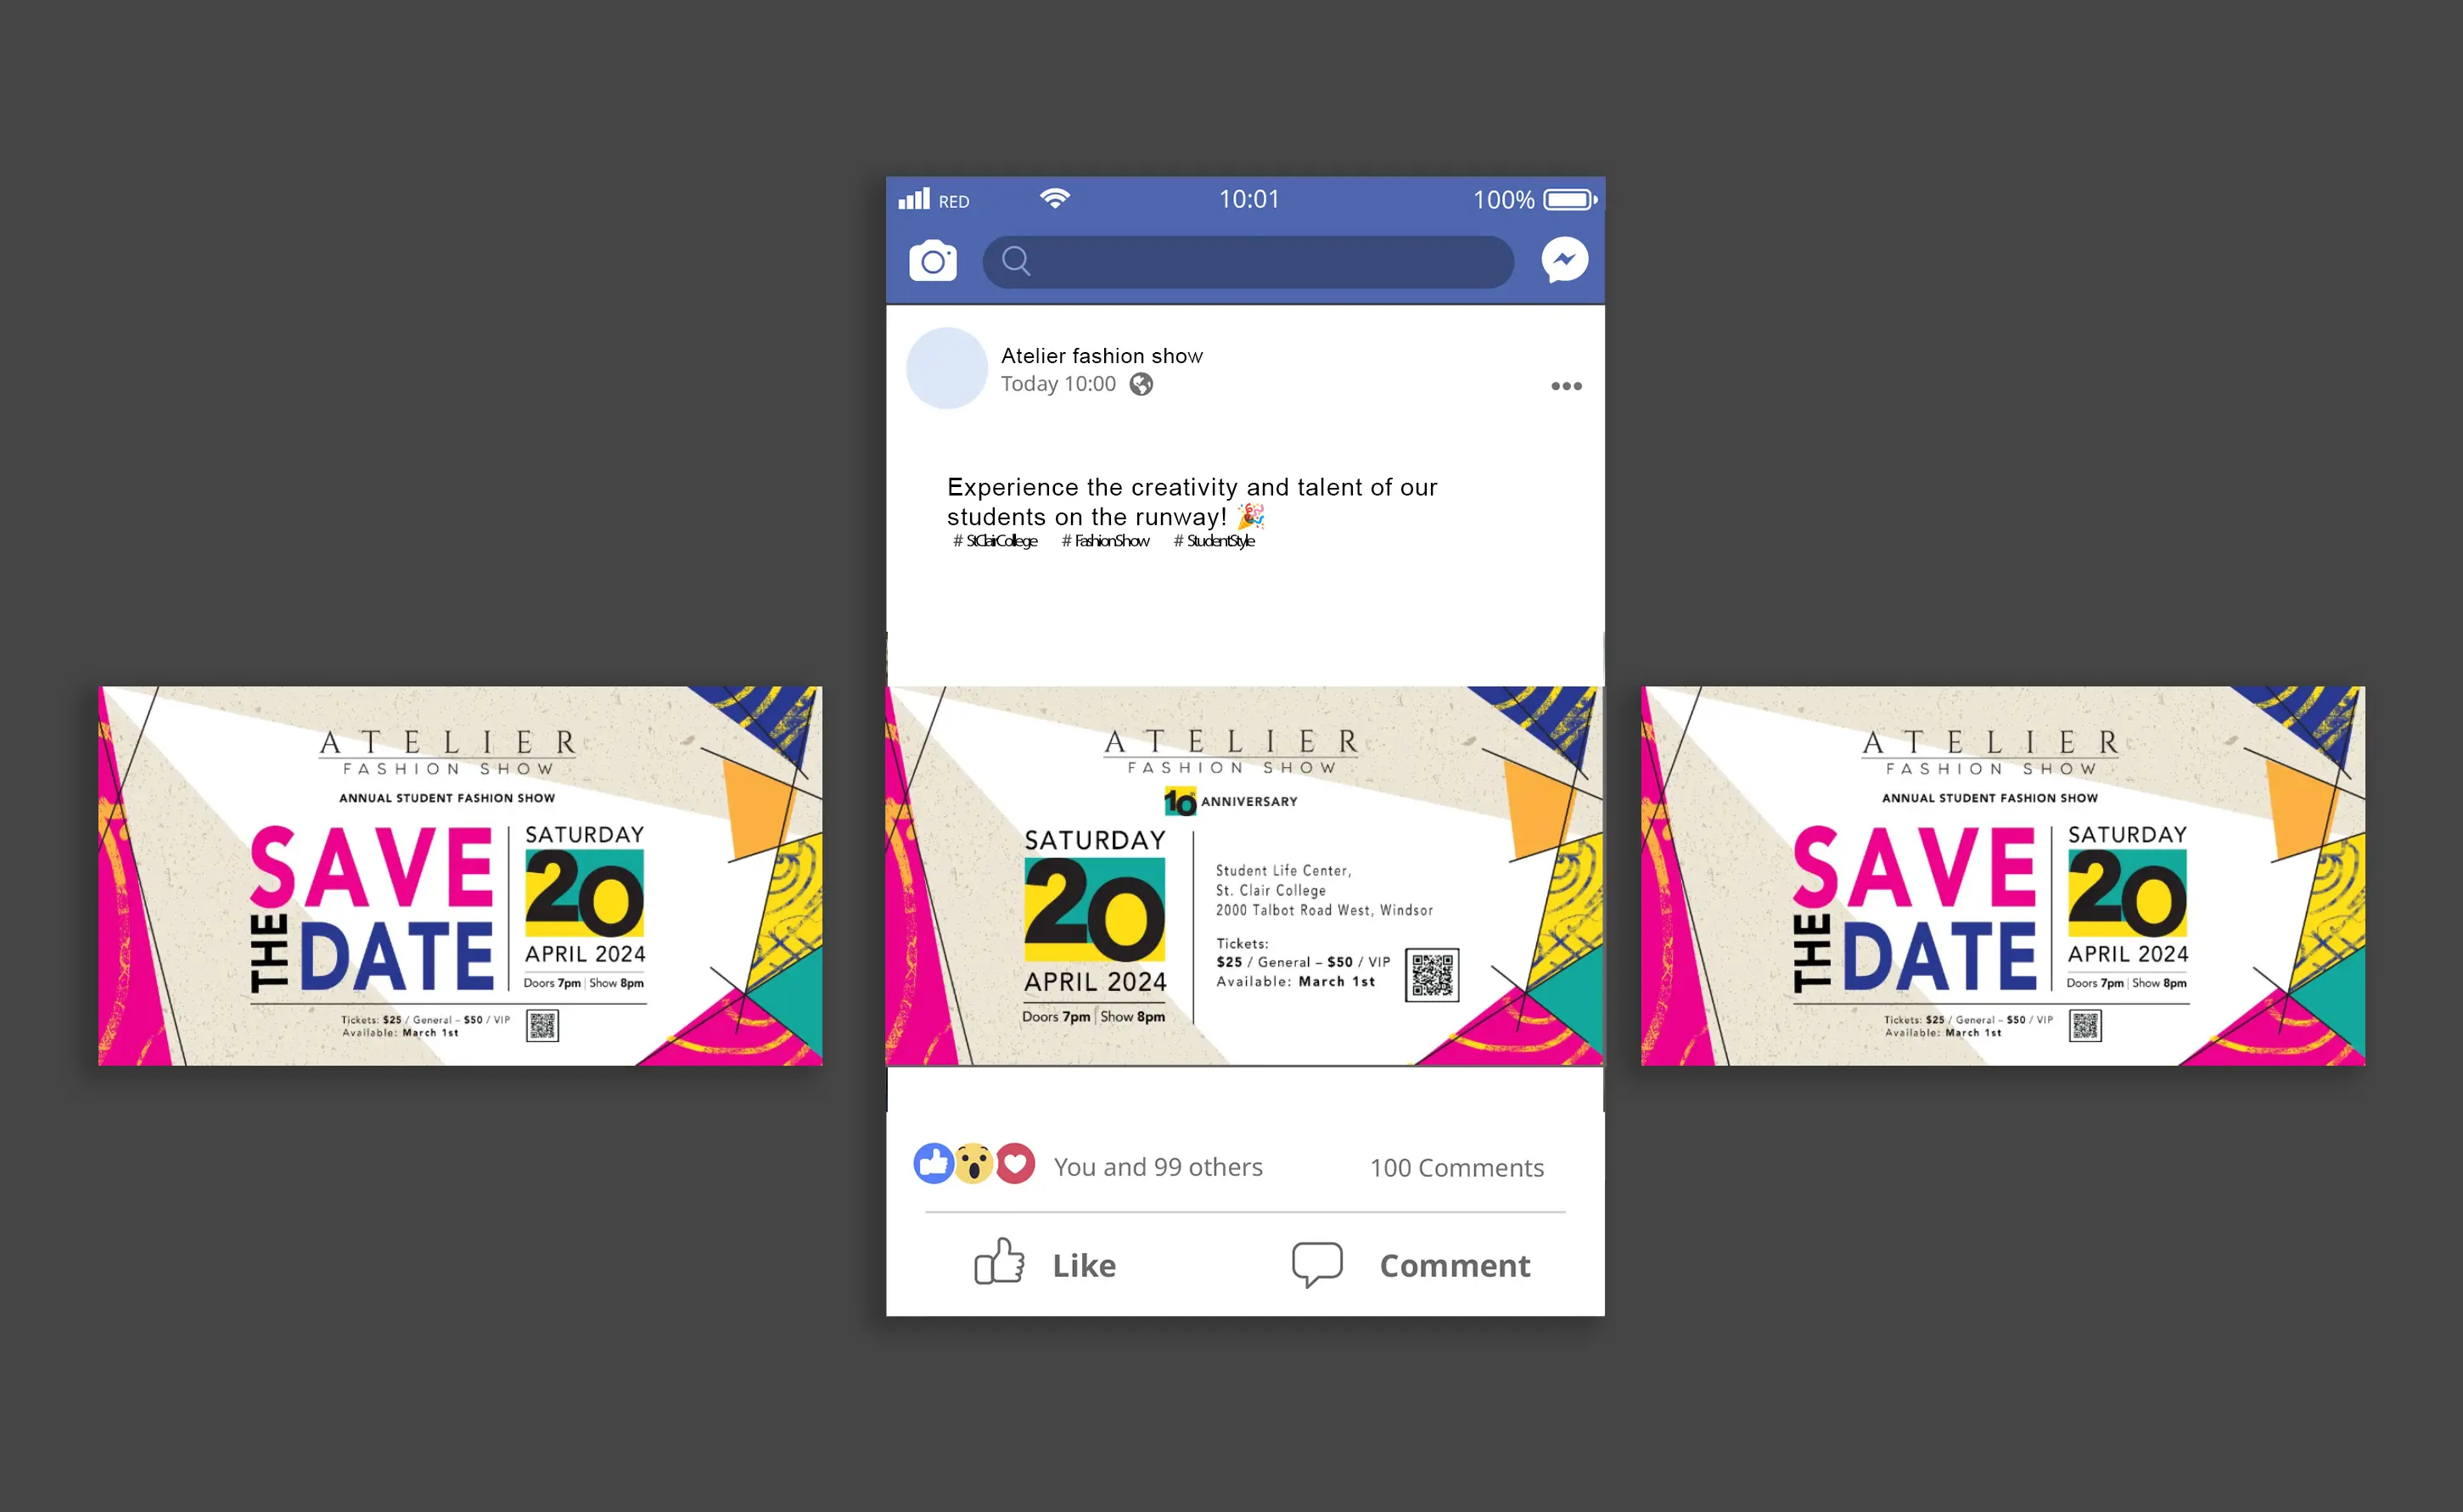 ATELIER
FASHION SHOW
ANNUAL STUDENT FASHION SHOW
SAVE
THE
DATE
SATURDAY
20
APRIL 2024
Doors 7pm | Show 8pm
Tickets: $25 / General – $50 / VIP
Available: March 1st
RED
10:01
100%
Atelier fashion show
Today 10:00
Experience the creativity and talent of our
students on the runway! 🎉
# StClairCollege # FashionShow # StudentStyle
ATELIER
FASHION SHOW
10th ANNIVERSARY
SATURDAY
20
APRIL 2024
Doors 7pm | Show 8pm
Student Life Center,
St. Clair College
2000 Talbot Road West, Windsor
Tickets:
$25 / General – $50 / VIP
Available: March 1st
You and 99 others
100 Comments
Like
Comment
ATELIER
FASHION SHOW
ANNUAL STUDENT FASHION SHOW
SAVE
THE
DATE
SATURDAY
20
APRIL 2024
Doors 7pm | Show 8pm
Tickets: $25 / General – $50 / VIP
Available: March 1st